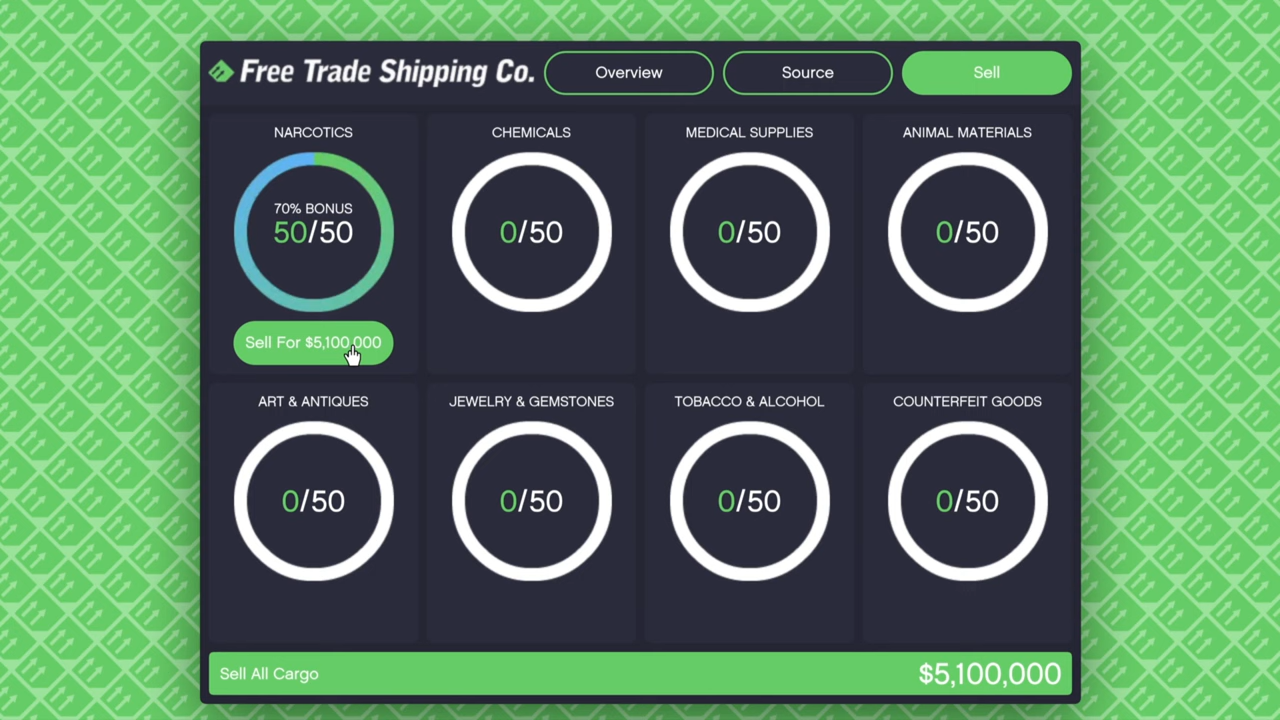 Free Trade Shipping Co.
Overview
Source
Sell
NARCOTICS
70% BONUS
50/50
Sell For $5,100,000
CHEMICALS
0/50
MEDICAL SUPPLIES
0/50
ANIMAL MATERIALS
0/50
ART & ANTIQUES
0/50
JEWELRY & GEMSTONES
0/50
TOBACCO & ALCOHOL
0/50
COUNTERFEIT GOODS
0/50
Sell All Cargo
$5,100,000